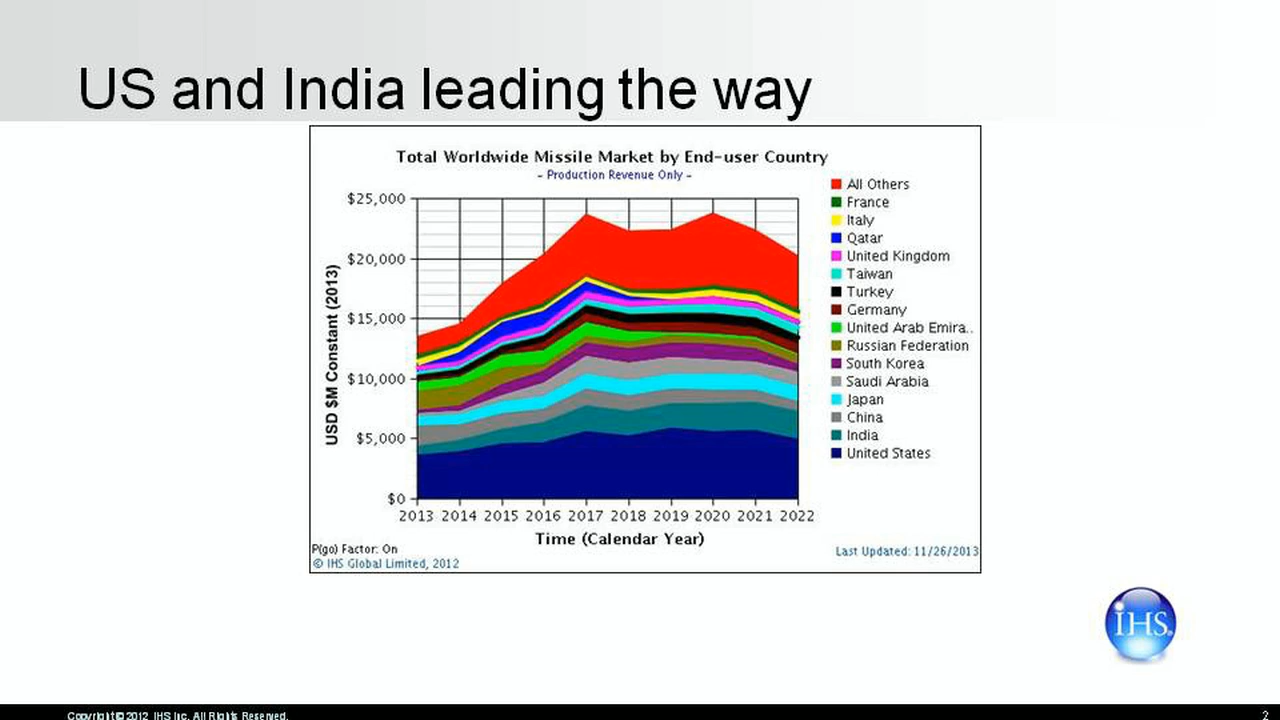 US and India leading the way
Total Worldwide Missile Market by End-user Country
- Production Revenue Only -
USD $M Constant (2013)
$25,000
$20,000
$15,000
$10,000
$5,000
$0
2013 2014 2015 2016 2017 2018 2019 2020 2021 2022
Time (Calendar Year)
All Others
France
Italy
Qatar
United Kingdom
Taiwan
Turkey
Germany
United Arab Emira..
Russian Federation
South Korea
Saudi Arabia
Japan
China
India
United States
P(go) Factor: On
© IHS Global Limited, 2012
Last Updated: 11/26/2013
IHS
Copyright © 2012 IHS Inc. All Rights Reserved.
2